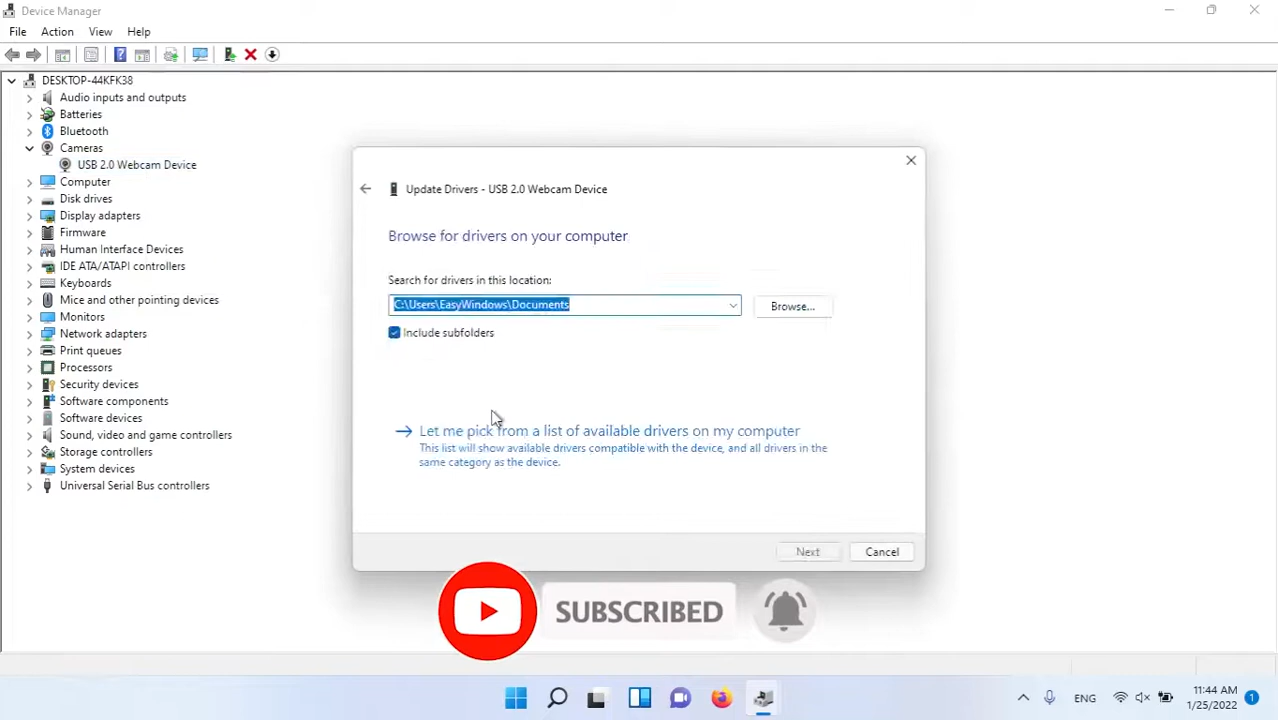 Device Manager
File Action View Help
DESKTOP-44KFK38
Audio inputs and outputs
Batteries
Bluetooth
Cameras
USB 2.0 Webcam Device
Computer
Disk drives
Display adapters
Firmware
Human Interface Devices
IDE ATA/ATAPI controllers
Keyboards
Mice and other pointing devices
Monitors
Network adapters
Print queues
Processors
Security devices
Software components
Software devices
Sound, video and game controllers
Storage controllers
System devices
Universal Serial Bus controllers
Update Drivers - USB 2.0 Webcam Device
Browse for drivers on your computer
Search for drivers in this location:
C:\Users\EasyWindows\Documents
Browse...
Include subfolders
Let me pick from a list of available drivers on my computer
This list will show available drivers compatible with the device, and all drivers in the
same category as the device.
Next Cancel
SUBSCRIBED
ENG
11:44 AM
1/25/2022
1